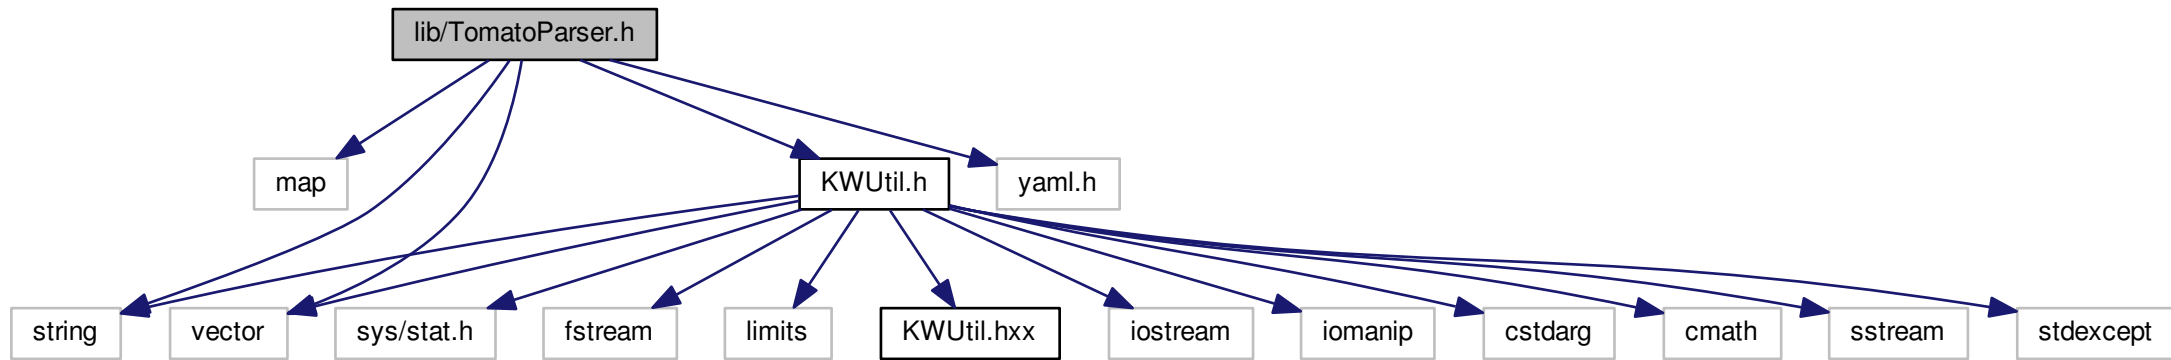 lib/TomatoParser.h
map
KWUtil.h
yaml.h
string
vector
sys/stat.h
fstream
limits
KWUtil.hxx
iostream
iomanip
cstdarg
cmath
sstream
stdexcept